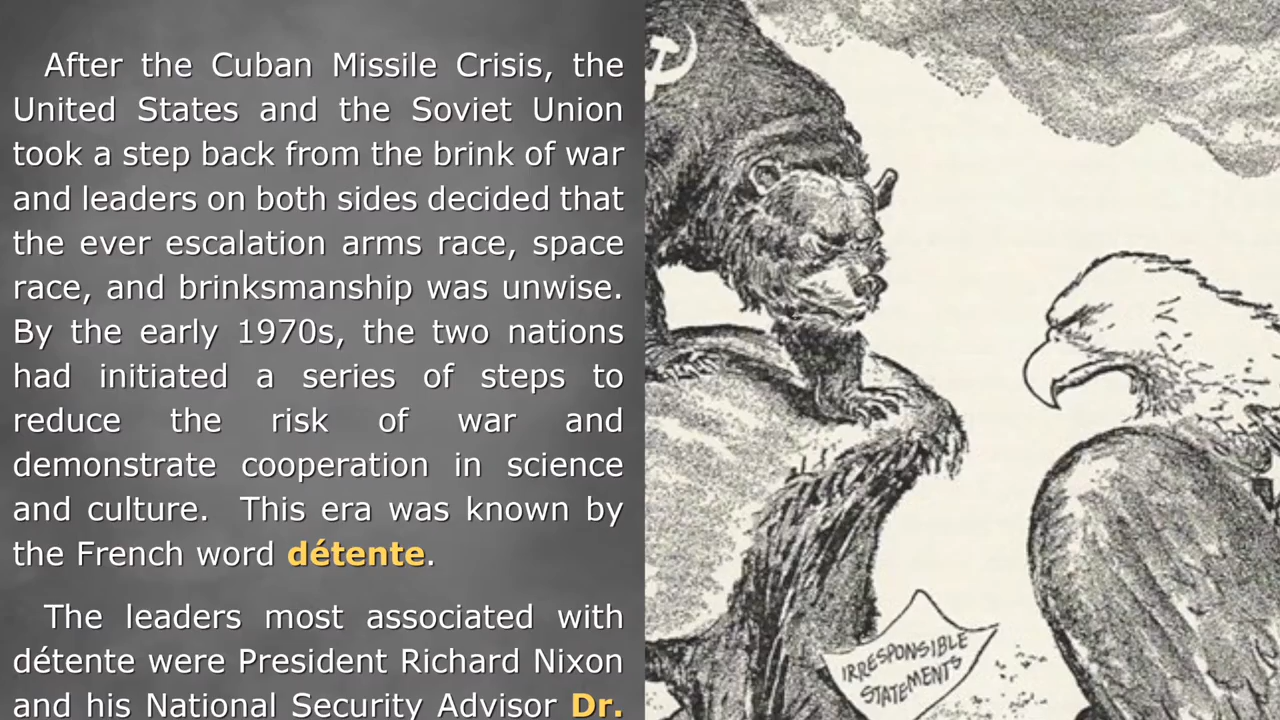 After the Cuban Missile Crisis, the
United States and the Soviet Union
took a step back from the brink of war
and leaders on both sides decided that
the ever escalation arms race, space
race, and brinksmanship was unwise.
By the early 1970s, the two nations
had initiated a series of steps to
reduce the risk of war and
demonstrate cooperation in science
and culture. This era was known by
the French word détente.
The leaders most associated with
détente were President Richard Nixon
and his National Security Advisor Dr.
IRRESPONSIBLE
STATEMENTS